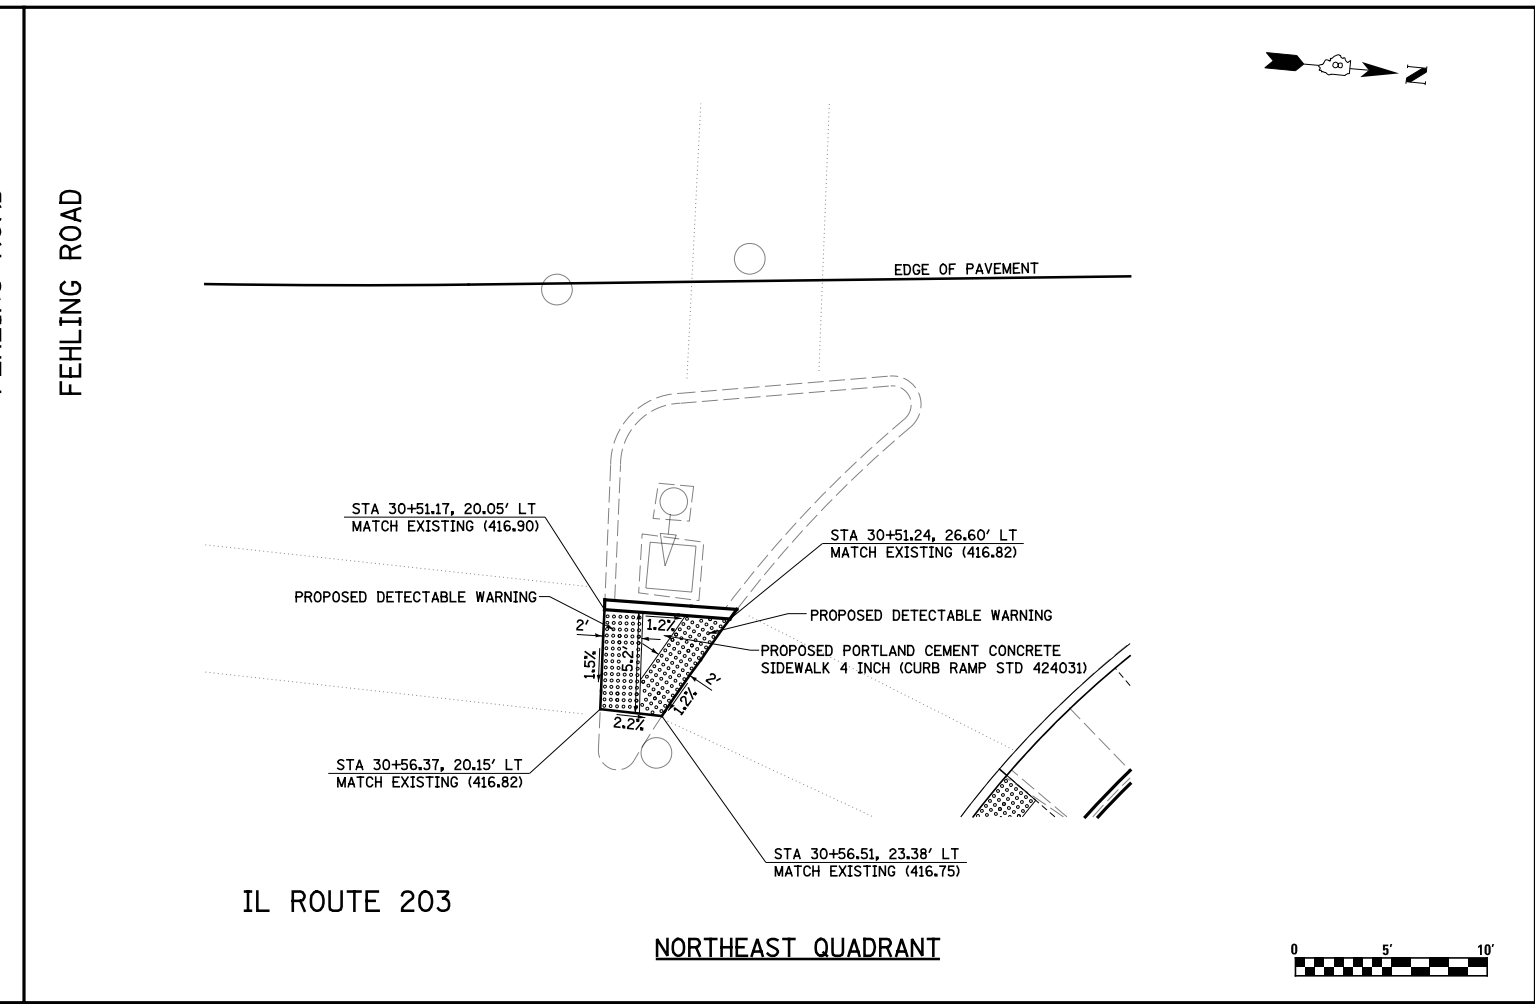 N
FEHLING ROAD
EDGE OF PAVEMENT
STA 30+51.17, 20.05' LT
MATCH EXISTING (416.90)
STA 30+51.24, 26.60' LT
MATCH EXISTING (416.82)
PROPOSED DETECTABLE WARNING
PROPOSED DETECTABLE WARNING
2'
1.2%
PROPOSED PORTLAND CEMENT CONCRETE
SIDEWALK 4 INCH (CURB RAMP STD 424031)
1.5%
5.2'
2'
1.2%
2.2%
STA 30+56.37, 20.15' LT
MATCH EXISTING (416.82)
STA 30+56.51, 23.38' LT
MATCH EXISTING (416.75)
IL ROUTE 203
NORTHEAST QUADRANT
0 5' 10'